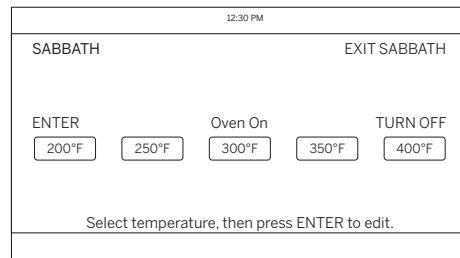 12:30 PM
SABBATH EXIT SABBATH
ENTER Oven On TURN OFF
200°F 250°F 300°F 350°F 400°F
Select temperature, then press ENTER to edit.